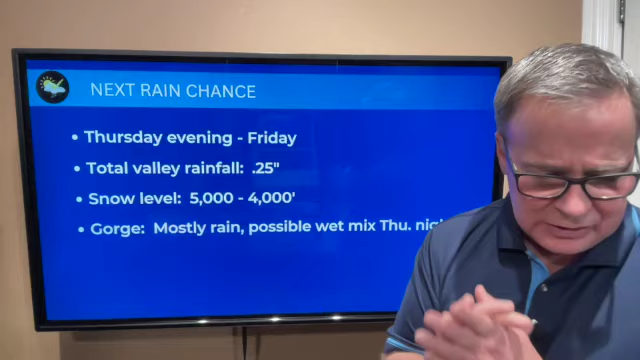 NEXT RAIN CHANCE
• Thursday evening - Friday
• Total valley rainfall:  .25"
• Snow level:  5,000 - 4,000'
• Gorge:  Mostly rain, possible wet mix Thu.